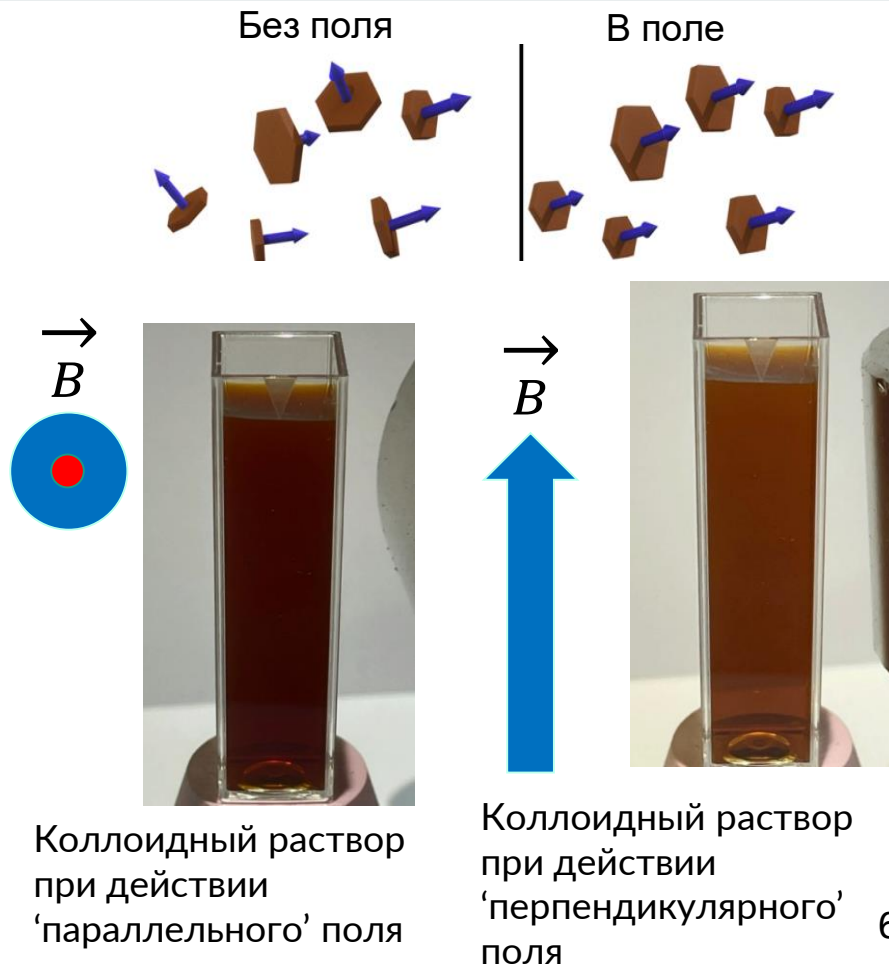 Без поля
В поле
B
B
Коллоидный раствор
при действии
‘параллельного’ поля
Коллоидный раствор
при действии
‘перпендикулярного’
поля